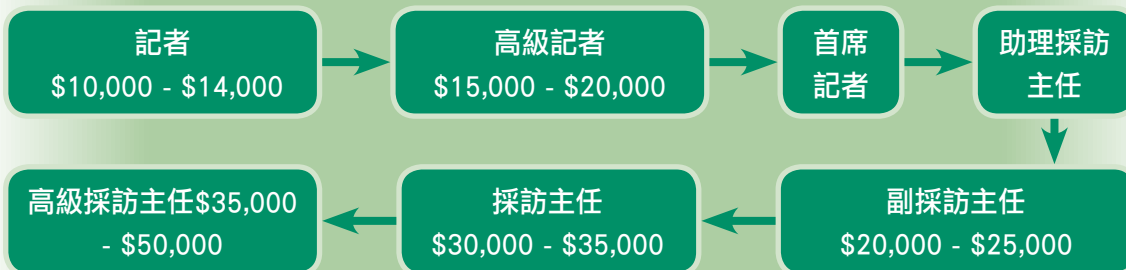 記者
$10,000 - $14,000
高級記者
$15,000 - $20,000
首席
記者
助理採訪
主任
副採訪主任
$20,000 - $25,000
採訪主任
$30,000 - $35,000
高級採訪主任$35,000
- $50,000